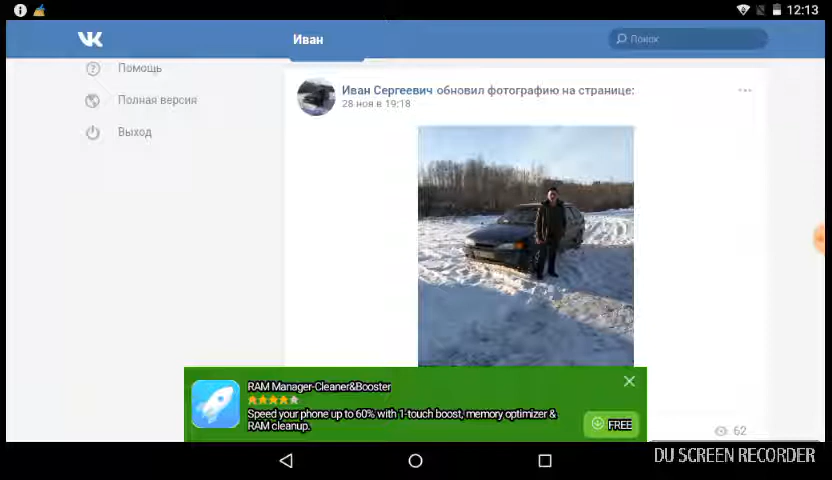 12:13
Иван
Поиск
Помощь
Полная версия
Выход
Иван Сергеевич обновил фотографию на странице:
28 ноя в 19:18
RAM Manager-Cleaner&Booster
Speed your phone up to 60% with 1-touch boost, memory optimizer &
RAM cleanup.
FREE
62
DU SCREEN RECORDER